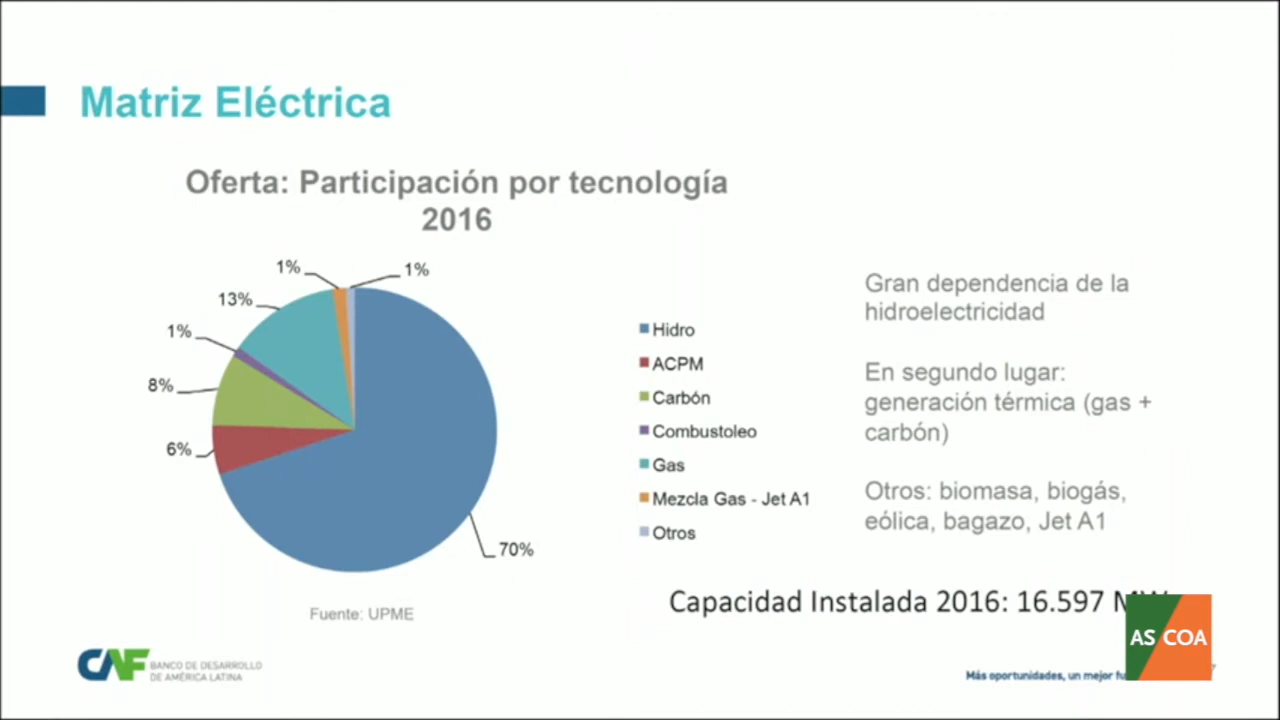 Matriz Eléctrica
Oferta: Participación por tecnología
2016
1%
1%
13%
1%
8%
6%
70%
Hidro
ACPM
Carbón
Combustoleo
Gas
Mezcla Gas - Jet A1
Otros
Gran dependencia de la
hidroelectricidad
En segundo lugar:
generación térmica (gas +
carbón)
Otros: biomasa, biogás,
eólica, bagazo, Jet A1
Capacidad Instalada 2016: 16.597
Fuente: UPME
CAF
BANCO DE DESARROLLO
DE AMÉRICA LATINA
Más oportunidades, un mejor
AS COA